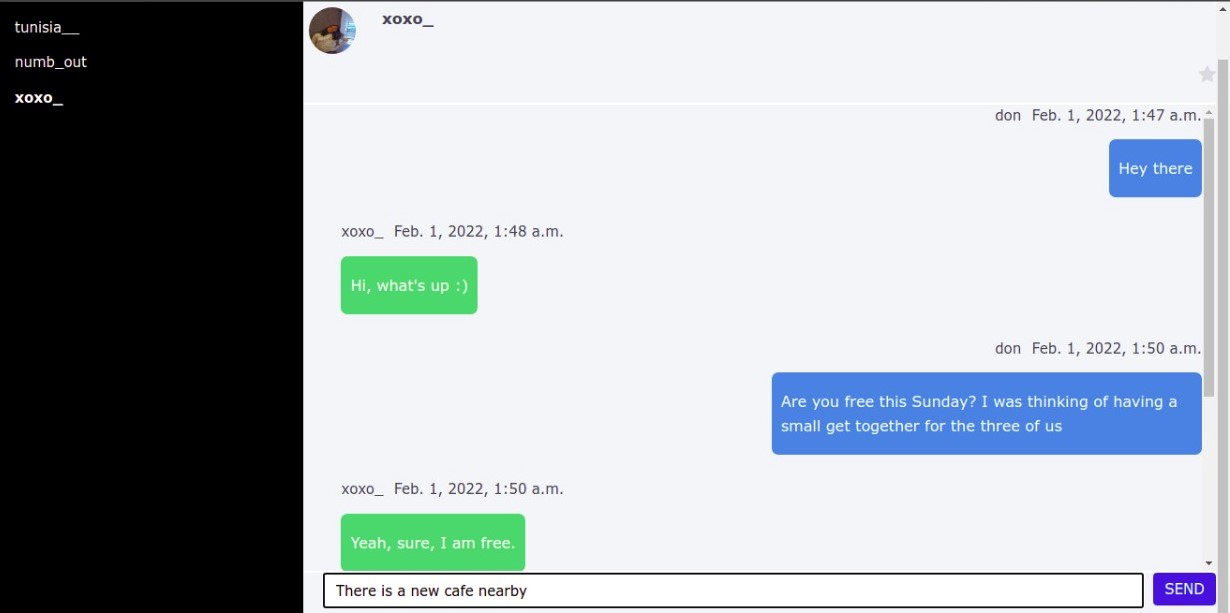 tunisia__
numb_out
xoxo_
xoxo_
don Feb. 1, 2022, 1:47 a.m.
Hey there
xoxo_ Feb. 1, 2022, 1:48 a.m.
Hi, what's up :)
don Feb. 1, 2022, 1:50 a.m.
Are you free this Sunday? I was thinking of having a
small get together for the three of us
xoxo_ Feb. 1, 2022, 1:50 a.m.
Yeah, sure, I am free.
There is a new cafe nearby
SEND